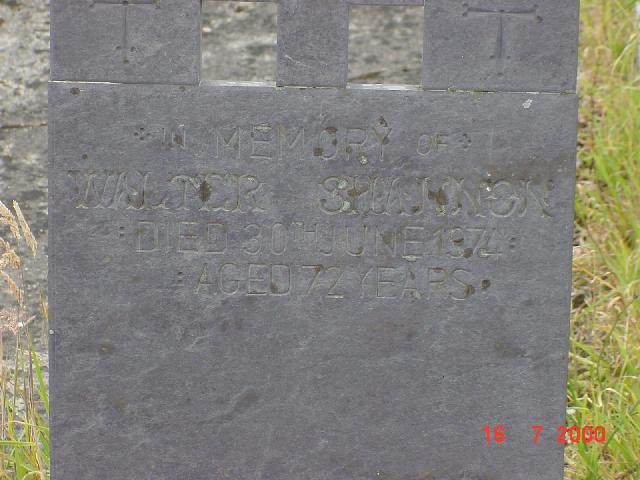 IN MEMORY OF
WALTER SHANNON
DIED 30TH JUNE 1974
AGED 72 YEARS
16 7 2000